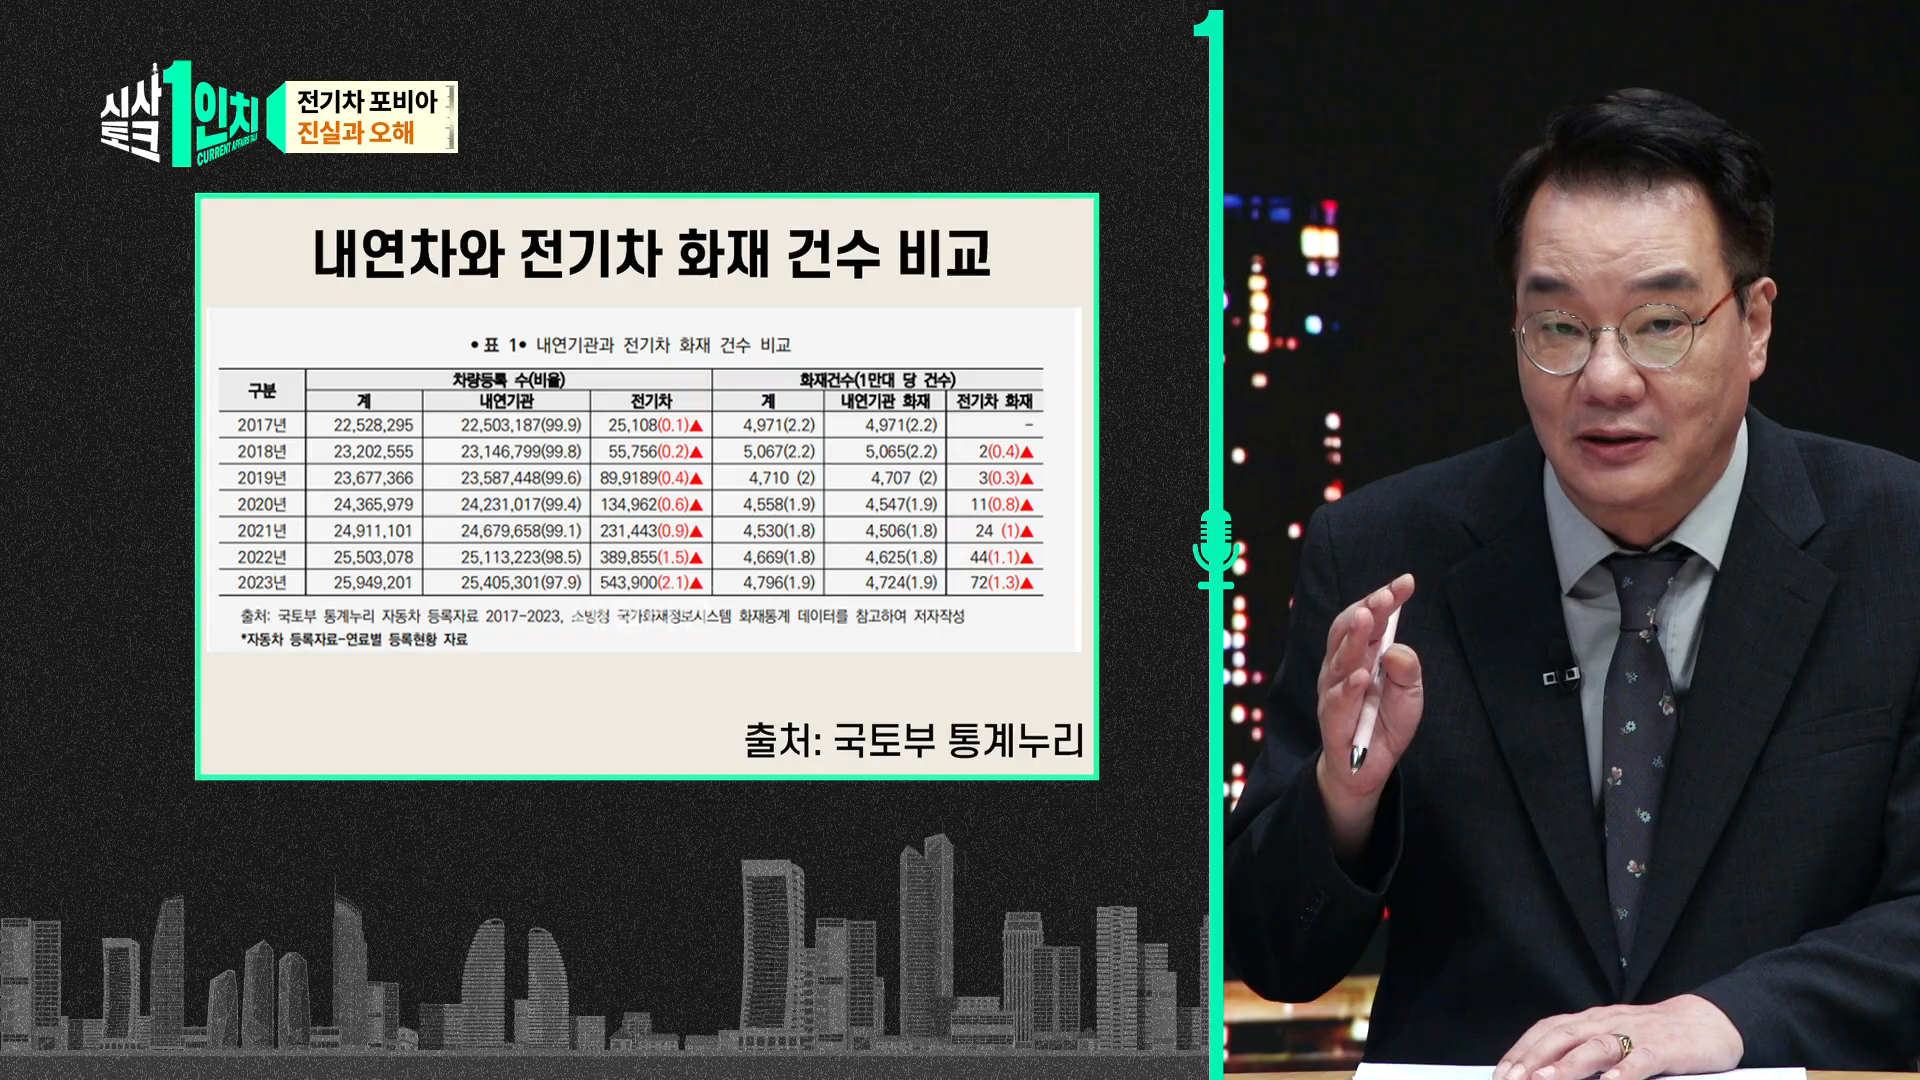 시사
토크
1인치
CURRENT AFFAIRS TALK
전기차 포비아
진실과 오해
내연차와 전기차 화재 건수 비교
•표 1• 내연기관과 전기차 화재 건수 비교
구분 차량등록 수(비율) 화재건수(1만대 당 건수)
계 내연기관 전기차 계 내연기관 화재 전기차 화재
2017년 22,528,295 22,503,187(99.9) 25,108(0.1)▲ 4,971(2.2) 4,971(2.2) –
2018년 23,202,555 23,146,799(99.8) 55,756(0.2)▲ 5,067(2.2) 5,065(2.2) 2(0.4)▲
2019년 23,677,366 23,587,448(99.6) 89,9189(0.4)▲ 4,710 (2) 4,707 (2) 3(0.3)▲
2020년 24,365,979 24,231,017(99.4) 134,962(0.6)▲ 4,558(1.9) 4,547(1.9) 11(0.8)▲
2021년 24,911,101 24,679,658(99.1) 231,443(0.9)▲ 4,530(1.8) 4,506(1.8) 24 (1)▲
2022년 25,503,078 25,113,223(98.5) 389,855(1.5)▲ 4,669(1.8) 4,625(1.8) 44(1.1)▲
2023년 25,949,201 25,405,301(97.9) 543,900(2.1)▲ 4,796(1.9) 4,724(1.9) 72(1.3)▲
출처: 국토부 통계누리 자동차 등록자료 2017-2023, 소방청 국가화재정보시스템 화재통계 데이터를 참고하여 저자작성
*자동차 등록자료-연료별 등록현황 자료
출처: 국토부 통계누리
1